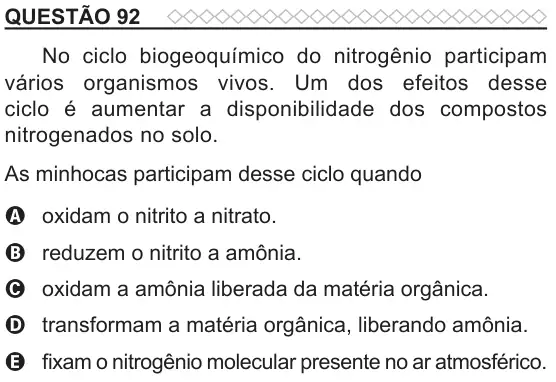 QUESTÃO 92
No ciclo biogeoquímico do nitrogênio participam
vários organismos vivos. Um dos efeitos desse
ciclo é aumentar a disponibilidade dos compostos
nitrogenados no solo.
As minhocas participam desse ciclo quando
A oxidam o nitrito a nitrato.
B reduzem o nitrito a amônia.
C oxidam a amônia liberada da matéria orgânica.
D transformam a matéria orgânica, liberando amônia.
E fixam o nitrogênio molecular presente no ar atmosférico.